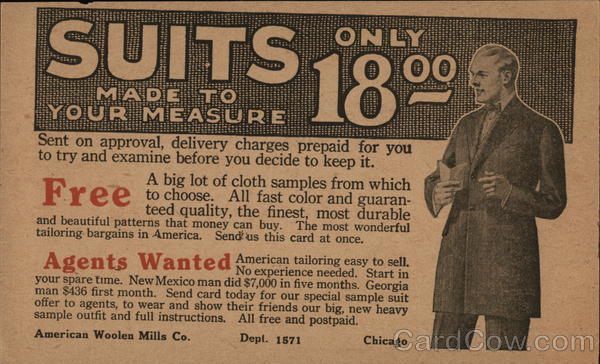 SUITS ONLY
MADE TO 18 00
YOUR MEASURE
Sent on approval, delivery charges prepaid for you
to try and examine before you decide to keep it.
Free A big lot of cloth samples from which
to choose. All fast color and guaran-
teed quality, the finest, most durable
and beautiful patterns that money can buy. The most wonderful
tailoring bargains in America. Send us this card at once.
Agents Wanted American tailoring easy to sell.
No experience needed. Start in
your spare time. New Mexico man did $7,000 in five months. Georgia
man $436 first month. Send card today for our special sample suit
offer to agents, to wear and show their friends our big, new heavy
sample outfit and full instructions. All free and postpaid.
American Woolen Mills Co. Dept. 1571 Chicago
CardCow.com